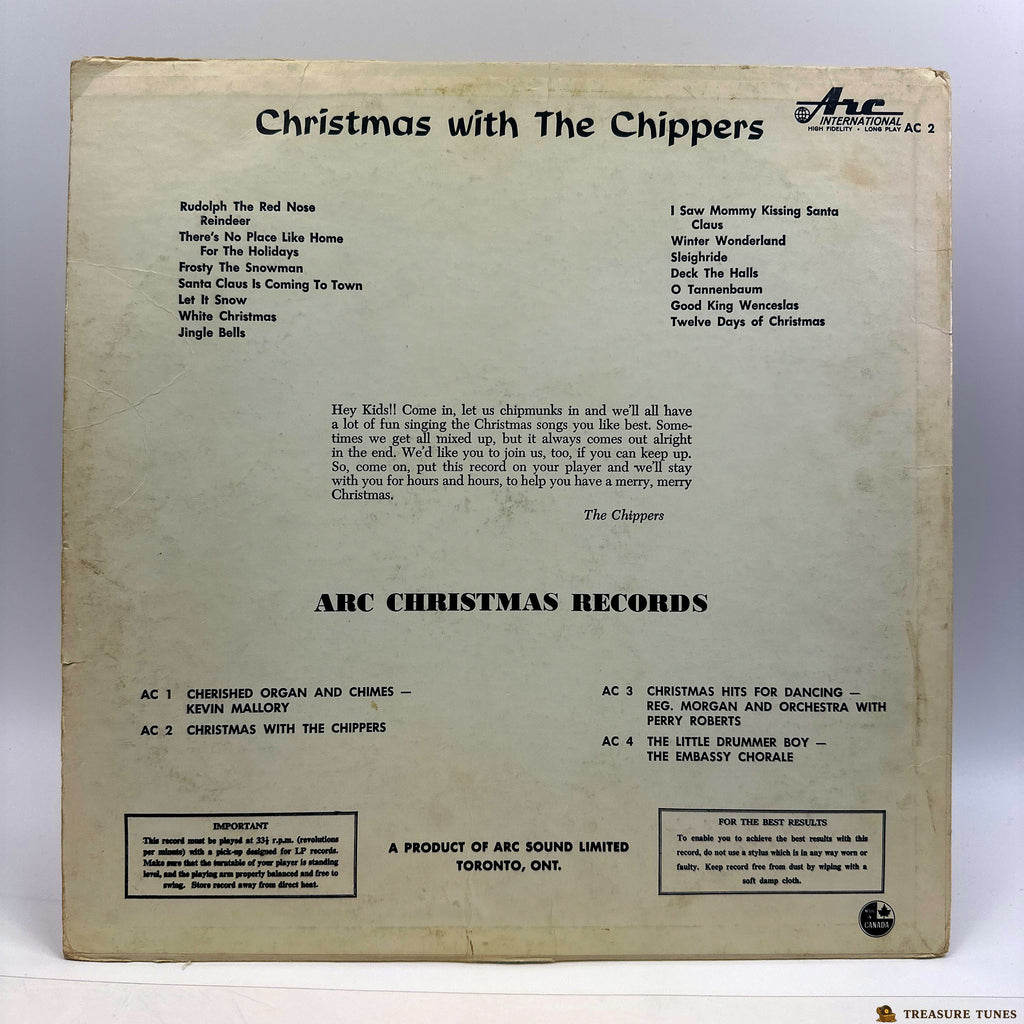 Christmas with The Chippers
Arc
INTERNATIONAL
HIGH FIDELITY • LONG PLAY AC 2
Rudolph The Red Nose
Reindeer
There's No Place Like Home
For The Holidays
Frosty The Snowman
Santa Claus Is Coming To Town
Let It Snow
White Christmas
Jingle Bells
I Saw Mommy Kissing Santa
Claus
Winter Wonderland
Sleighride
Deck The Halls
O Tannenbaum
Good King Wenceslas
Twelve Days of Christmas
Hey Kids!! Come in, let us chipmunks in and we'll all have
a lot of fun singing the Christmas songs you like best. Some-
times we get all mixed up, but it always comes out alright
in the end. We'd like you to join us, too, if you can keep up.
So, come on, put this record on your player and we'll stay
with you for hours and hours, to help you have a merry, merry
Christmas.
The Chippers
ARC CHRISTMAS RECORDS
AC 1 CHERISHED ORGAN AND CHIMES —
KEVIN MALLORY
AC 2 CHRISTMAS WITH THE CHIPPERS
AC 3 CHRISTMAS HITS FOR DANCING —
REG. MORGAN AND ORCHESTRA WITH
PERRY ROBERTS
AC 4 THE LITTLE DRUMMER BOY —
THE EMBASSY CHORALE
IMPORTANT
This record must be played at 33⅓ r.p.m. (revolutions
per minute) with a pick-up designed for LP records.
Make sure that the turntable of your player is standing
level, and the playing arm properly balanced and free to
swing. Store record away from direct heat.
A PRODUCT OF ARC SOUND LIMITED
TORONTO, ONT.
FOR THE BEST RESULTS
To enable you to achieve the best results with this
record, do not use a stylus which is in any way worn or
faulty. Keep record free from dust by wiping with a
soft damp cloth.
CANADA
TREASURE TUNES